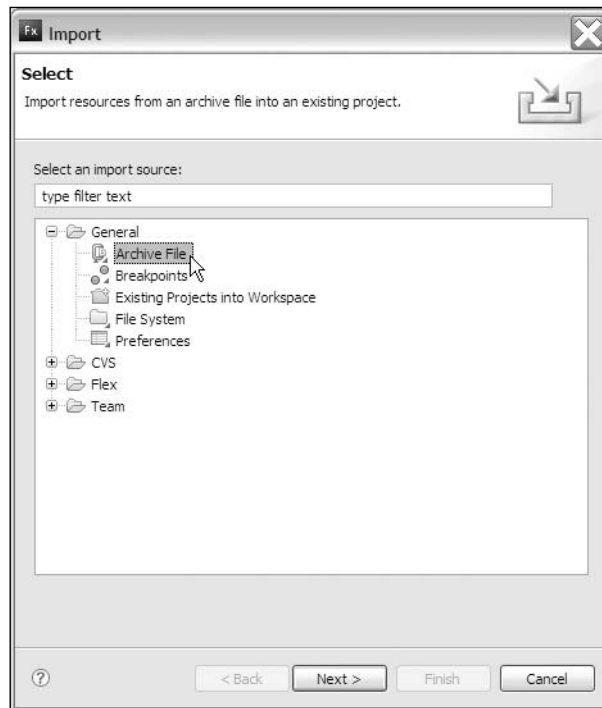 Fx Import
Select
Import resources from an archive file into an existing project.
Select an import source:
type filter text
General
Archive File
Breakpoints
Existing Projects into Workspace
File System
Preferences
CVS
Flex
Team
? < Back Next > Finish Cancel